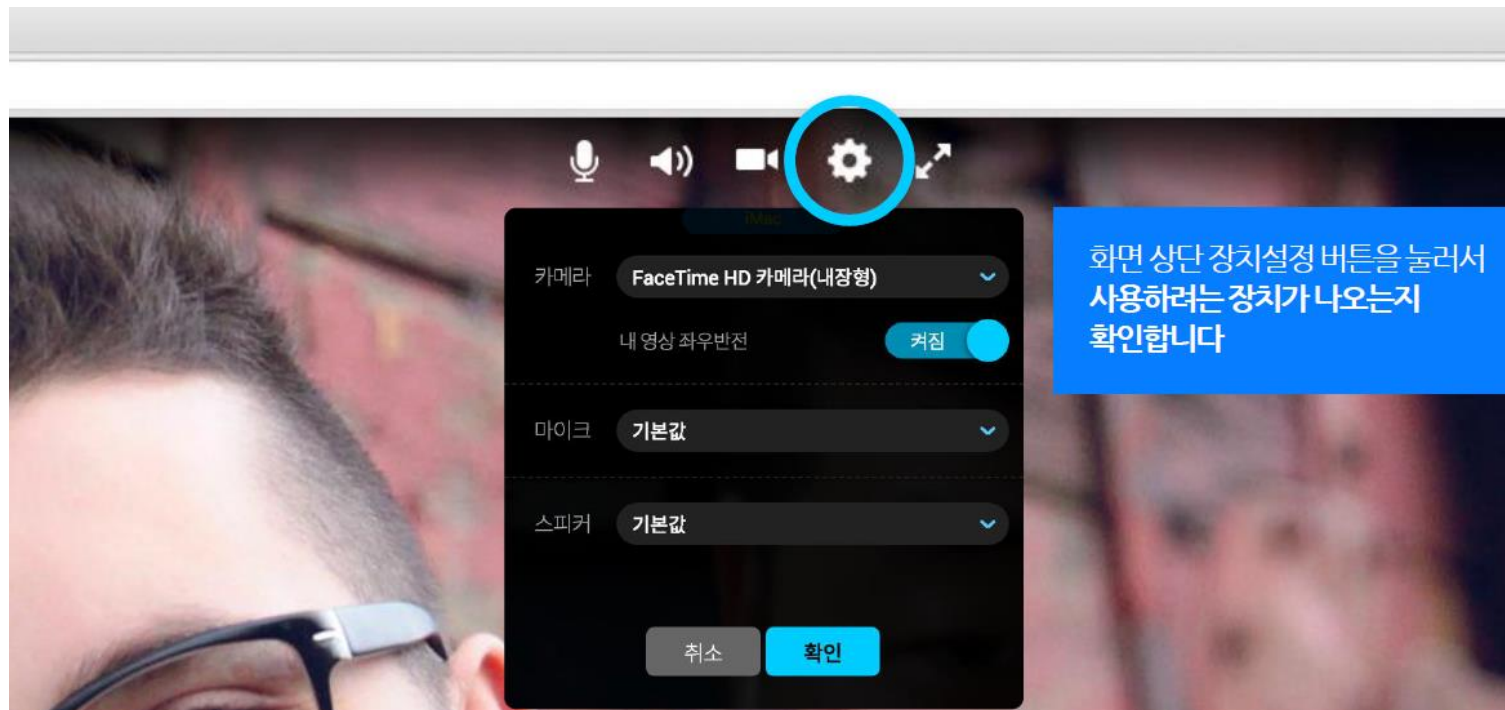 iMac
카메라
FaceTime HD 카메라(내장형)
내 영상 좌우반전
켜짐
마이크
기본값
스피커
기본값
취소
확인
화면 상단 장치설정 버튼을 눌러서
사용하려는 장치가 나오는지
확인합니다